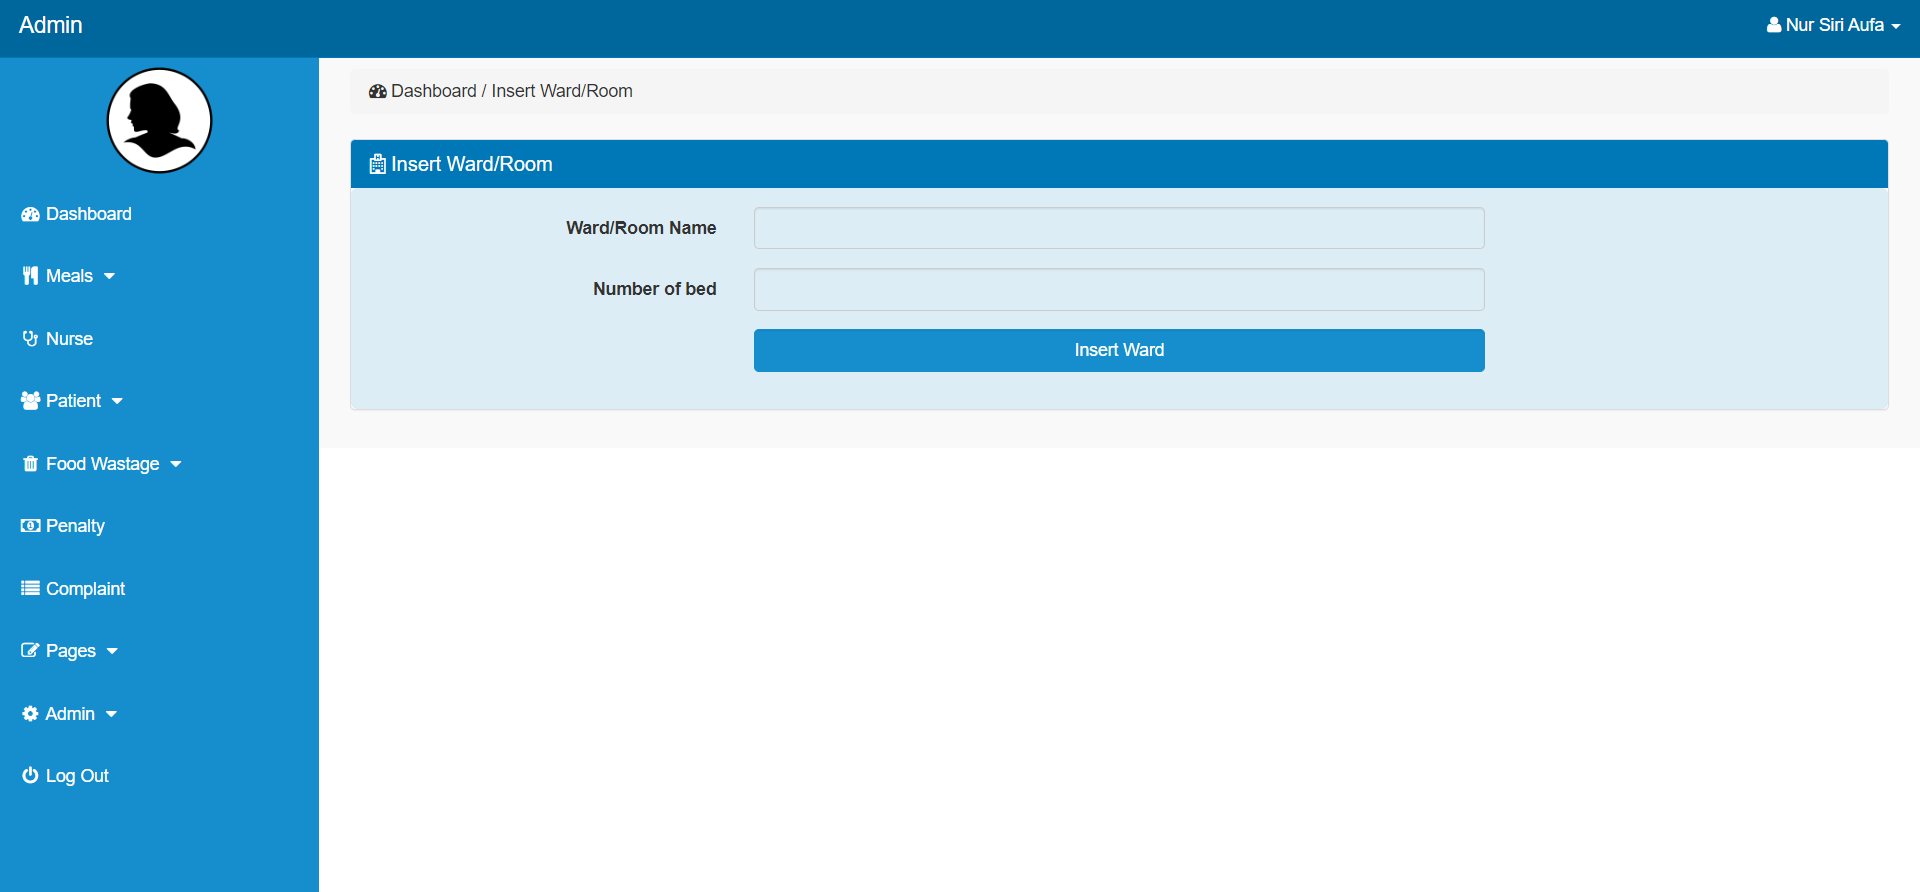 Admin
Nur Siri Aufa
Dashboard / Insert Ward/Room
Insert Ward/Room
Ward/Room Name
Number of bed
Insert Ward
Dashboard
Meals
Nurse
Patient
Food Wastage
Penalty
Complaint
Pages
Admin
Log Out